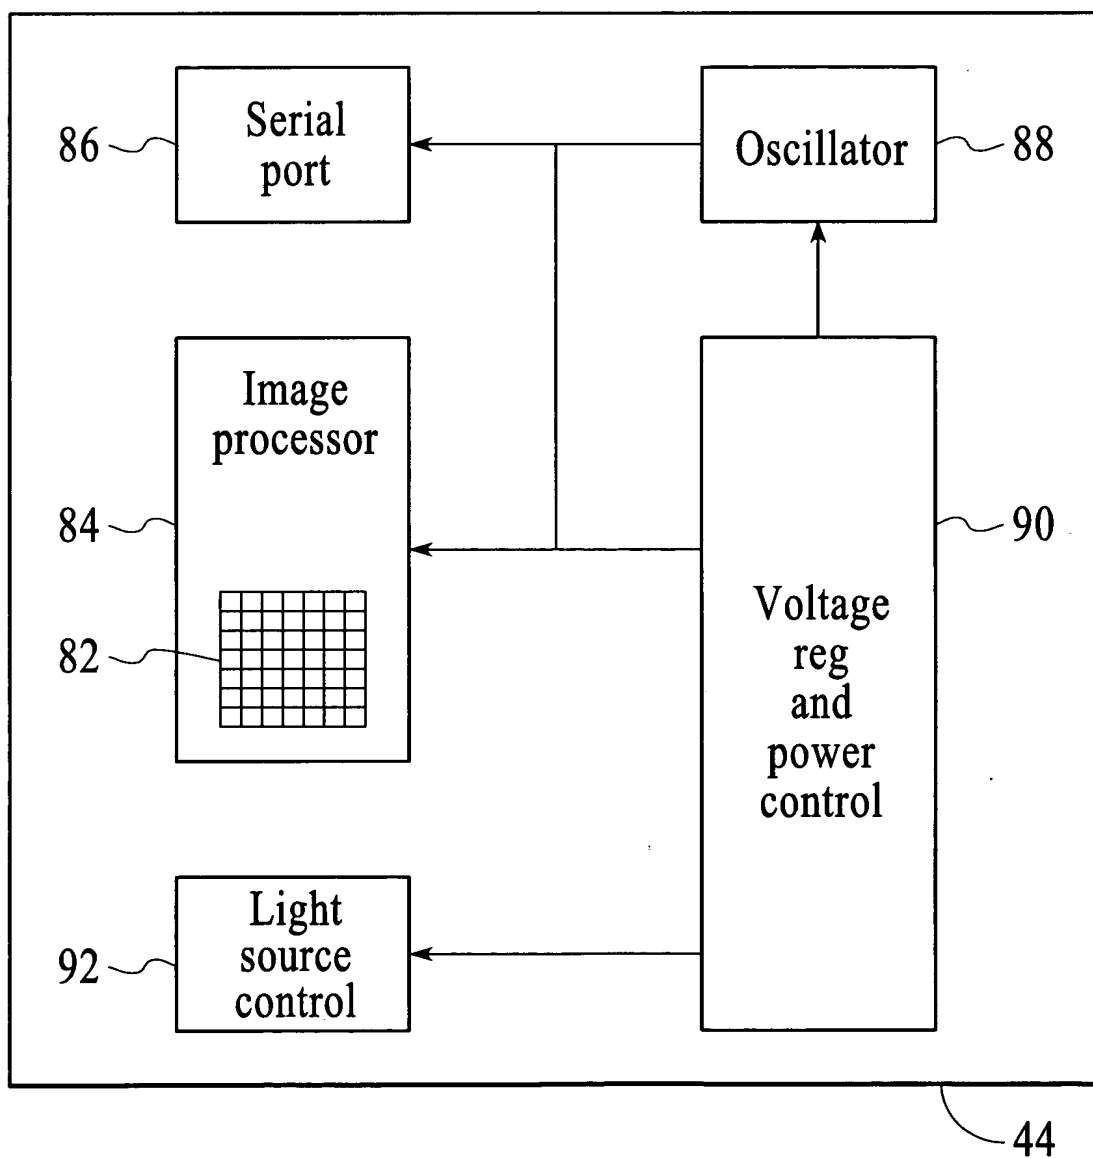 86
Serial
port
Oscillator
88
Image
processor
84
82
Voltage
reg
and
power
control
90
Light
source
control
92
44